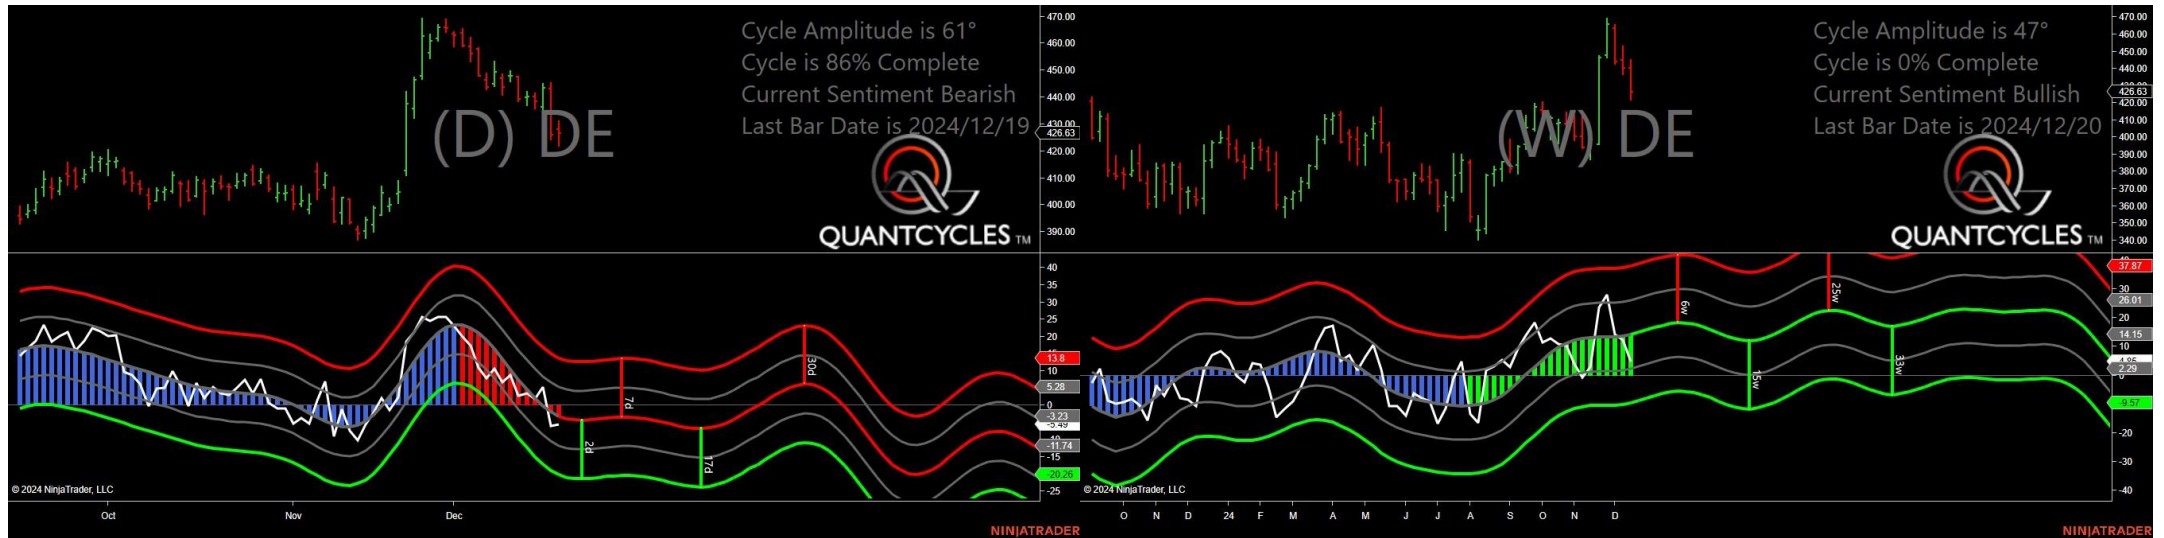 Cycle Amplitude is 61°
Cycle is 86% Complete
Current Sentiment Bearish
Last Bar Date is 2024/12/19
(D) DE
QUANTCYCLES TM
470.00
460.00
450.00
440.00
430.00
426.63
420.00
410.00
400.00
390.00
40
35
30
25
20
13.8
10
5.28
0
-3.23
-5.49
-11.74
-15
-20.26
-25
2d
7d
17d
30d
© 2024 NinjaTrader, LLC
Oct
Nov
Dec
NINJATRADER
Cycle Amplitude is 47°
Cycle is 0% Complete
Current Sentiment Bullish
Last Bar Date is 2024/12/20
(W) DE
QUANTCYCLES TM
470.00
460.00
450.00
440.00
426.63
420.00
410.00
400.00
390.00
380.00
370.00
360.00
350.00
340.00
37.87
30
26.01
20
14.15
10
4.85
2.29
0
-9.57
-20
-30
-40
6w
15w
25w
33w
© 2024 NinjaTrader, LLC
O N D 24 F M A M J J A S O N D
NINJATRADER